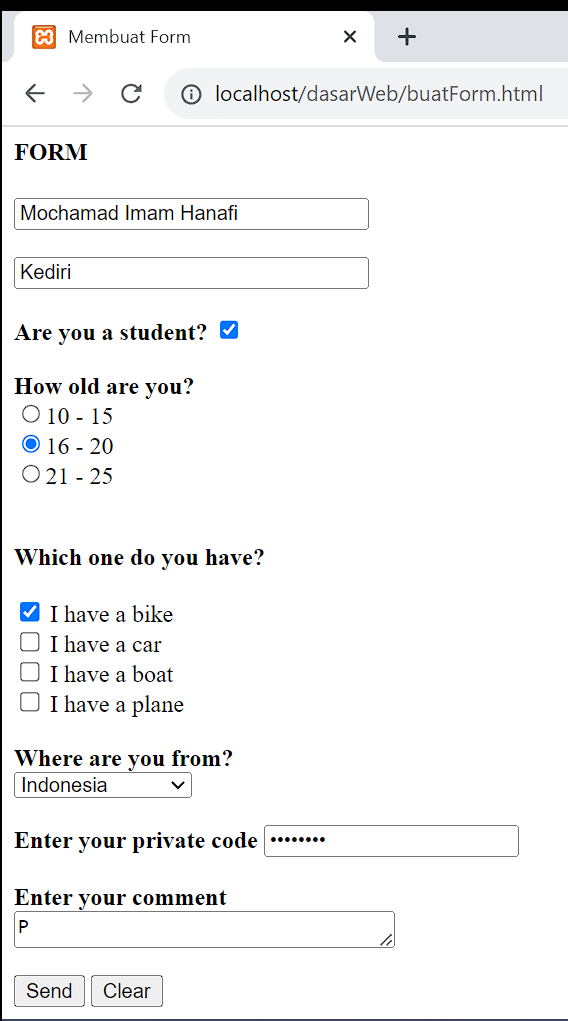 Membuat Form
localhost/dasarWeb/buatForm.html
FORM
Mochamad Imam Hanafi
Kediri
Are you a student?
How old are you?
10 - 15
16 - 20
21 - 25
Which one do you have?
I have a bike
I have a car
I have a boat
I have a plane
Where are you from?
Indonesia
Enter your private code ••••••••
Enter your comment
P
Send Clear